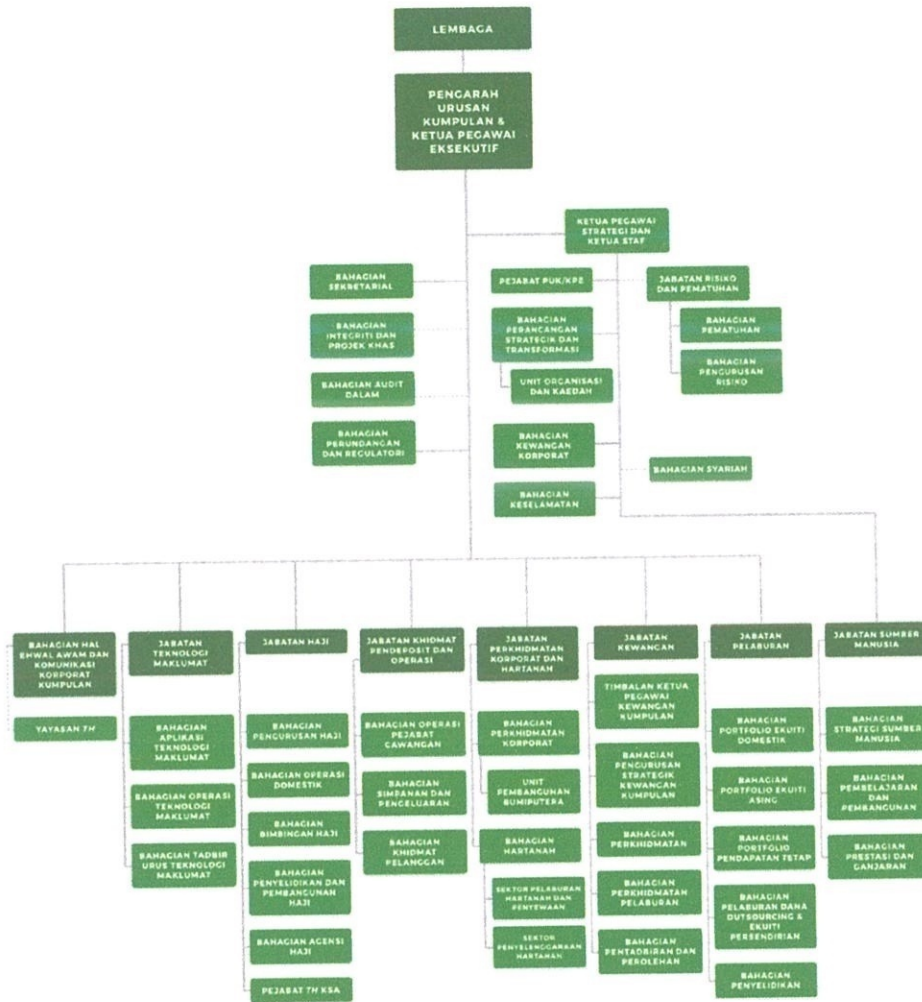 LEMBAGA
PENGARAH
URUSAN
KUMPULAN &
KETUA PEGAWAI
EKSEKUTIF
KETUA PEGAWAI
STRATEGI DAN
KETUA STAF
BAHAGIAN
SEKRETARIAL
BAHAGIAN
INTEGRITI DAN
PROJEK KHAS
BAHAGIAN AUDIT
DALAM
BAHAGIAN
PERUNDANGAN
DAN REGULATORI
PEJABAT PUK/KPE
BAHAGIAN
PERANCANGAN
STRATEGIK DAN
TRANSFORMASI
UNIT ORGANISASI
DAN KAEDAH
BAHAGIAN
KEWANGAN
KORPORAT
BAHAGIAN
KESELAMATAN
JABATAN RISIKO
DAN PEMATUHAN
BAHAGIAN
PEMATUHAN
BAHAGIAN
PENGURUSAN
RISIKO
BAHAGIAN SYARIAH
BAHAGIAN HAL
EHWAL AWAM DAN
KOMUNIKASI
KORPORAT
KUMPULAN
YAYASAN TH
JABATAN
TEKNOLOGI
MAKLUMAT
BAHAGIAN
APLIKASI
TEKNOLOGI
MAKLUMAT
BAHAGIAN OPERASI
TEKNOLOGI
MAKLUMAT
BAHAGIAN TADBIR
URUS TEKNOLOGI
MAKLUMAT
JABATAN HAJI
BAHAGIAN
PENGURUSAN HAJI
BAHAGIAN OPERASI
DOMESTIK
BAHAGIAN
BIMBINGAN HAJI
BAHAGIAN
PENYELIDIKAN DAN
PEMBANGUNAN
HAJI
BAHAGIAN AGENSI
HAJI
PEJABAT TH KSA
JABATAN KHIDMAT
PENDEPOSIT DAN
OPERASI
BAHAGIAN OPERASI
PEJABAT
CAWANGAN
BAHAGIAN
SIMPANAN DAN
PENGELUARAN
BAHAGIAN
KHIDMAT
PELANGGAN
JABATAN
PERKHIDMATAN
KORPORAT DAN
HARTANAH
BAHAGIAN
PERKHIDMATAN
KORPORAT
UNIT
PEMBANGUNAN
BUMIPUTERA
BAHAGIAN
HARTANAH
SEKTOR PELABURAN
HARTANAH DAN
PENYEWAAN
SEKTOR
PENYELENGGARAAN
HARTANAH
JABATAN
KEWANGAN
TIMBALAN KETUA
PEGAWAI
KEWANGAN
KUMPULAN
BAHAGIAN
PENGURUSAN
STRATEGIK
KEWANGAN
KUMPULAN
BAHAGIAN
PERKHIDMATAN
BAHAGIAN
PERKHIDMATAN
PELABURAN
BAHAGIAN
PENTADBIRAN DAN
PEROLEHAN
JABATAN
PELABURAN
BAHAGIAN
PORTFOLIO EKUITI
DOMESTIK
BAHAGIAN
PORTFOLIO EKUITI
ASING
BAHAGIAN
PORTFOLIO
PENDAPATAN TETAP
BAHAGIAN
PELABURAN DANA
OUTSOURCING &
EKUITI
PERSENDIRIAN
BAHAGIAN
PENYELIDIKAN
JABATAN SUMBER
MANUSIA
BAHAGIAN
STRATEGI SUMBER
MANUSIA
BAHAGIAN
PEMBELAJARAN
DAN
PEMBANGUNAN
BAHAGIAN
PRESTASI DAN
GANJARAN